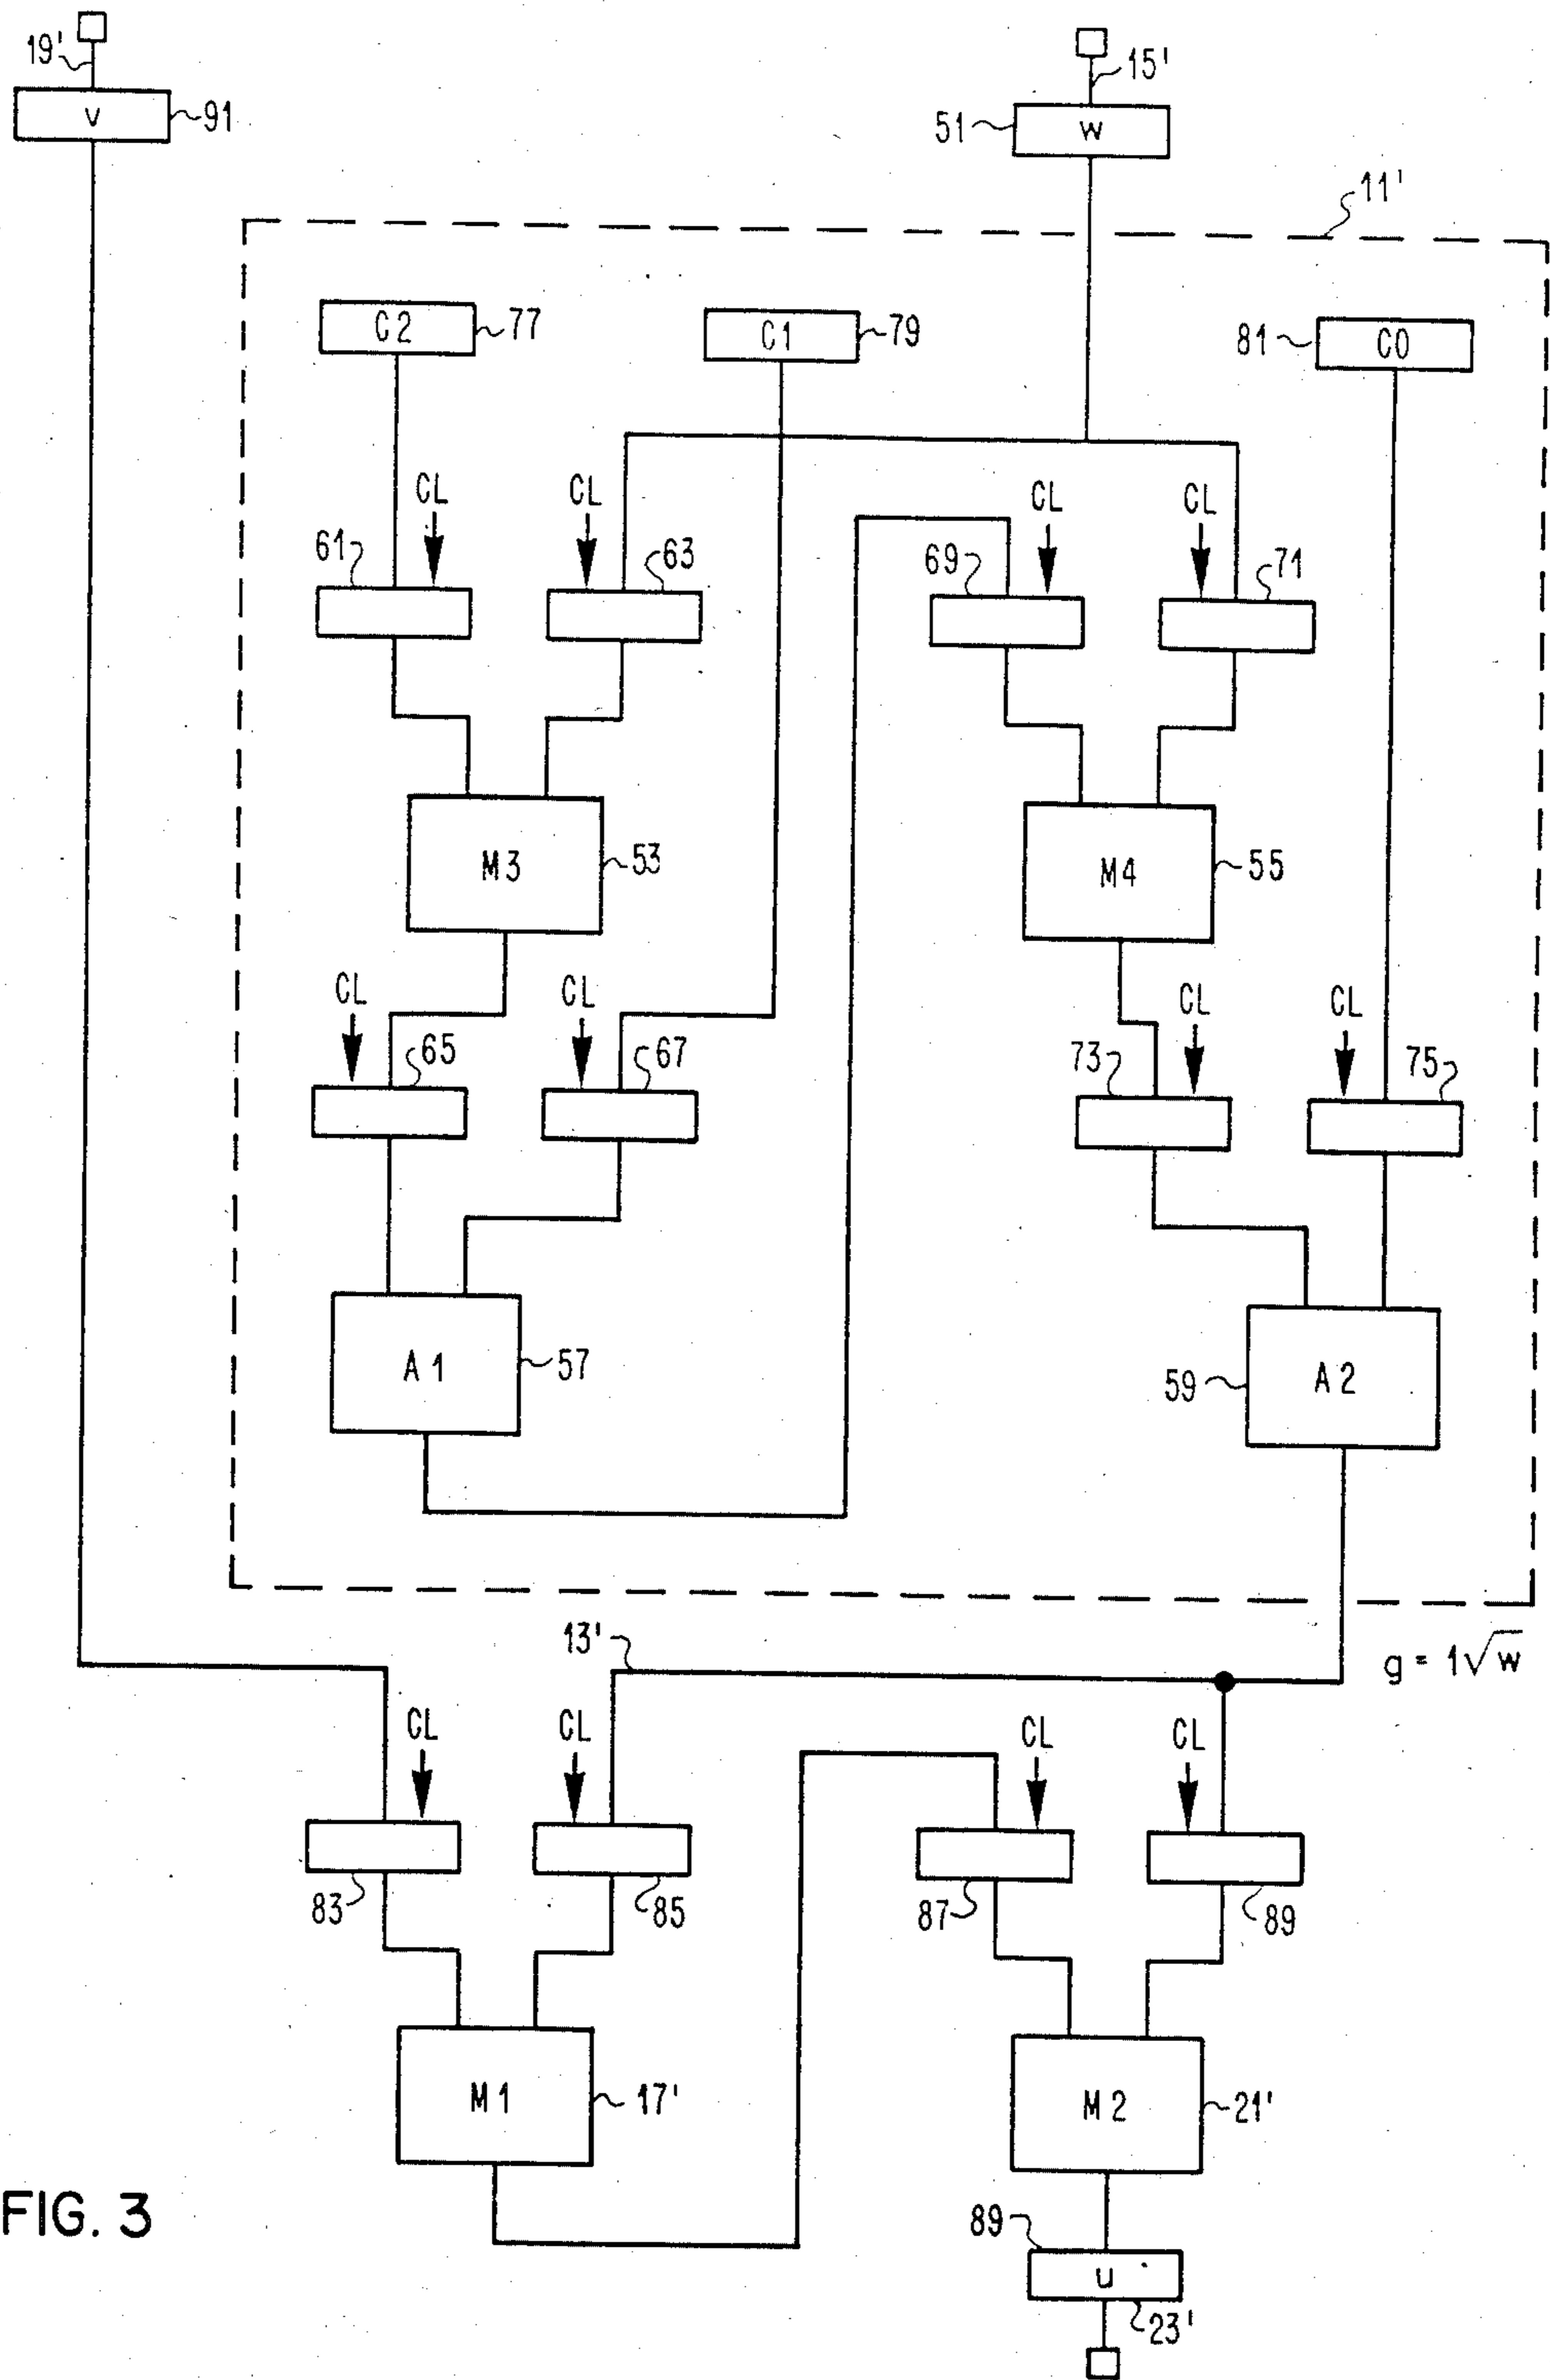 19'
V
91
15'
51
W
11'
C2
77
C1
79
81
C0
CL
CL
CL
CL
61
63
69
71
M3
53
M4
55
CL
CL
CL
CL
65
67
73
75
A1
57
59
A2
13'
g = 1√w
CL
CL
CL
CL
83
85
87
89
M1
17'
M2
21'
89
u
23'
FIG. 3